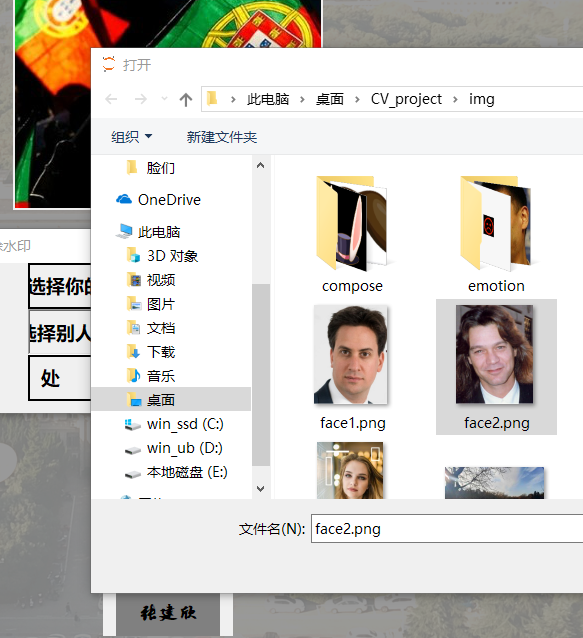 打开
此电脑 › 桌面 › CV_project › img
组织 新建文件夹
脸们
OneDrive
此电脑
3D 对象
视频
图片
文档
下载
音乐
桌面
win_ssd (C:)
win_ub (D:)
本地磁盘 (E:)
compose
emotion
face1.png
face2.png
水印
选择你的
选择别人
处
文件名(N): face2.png
张建欣